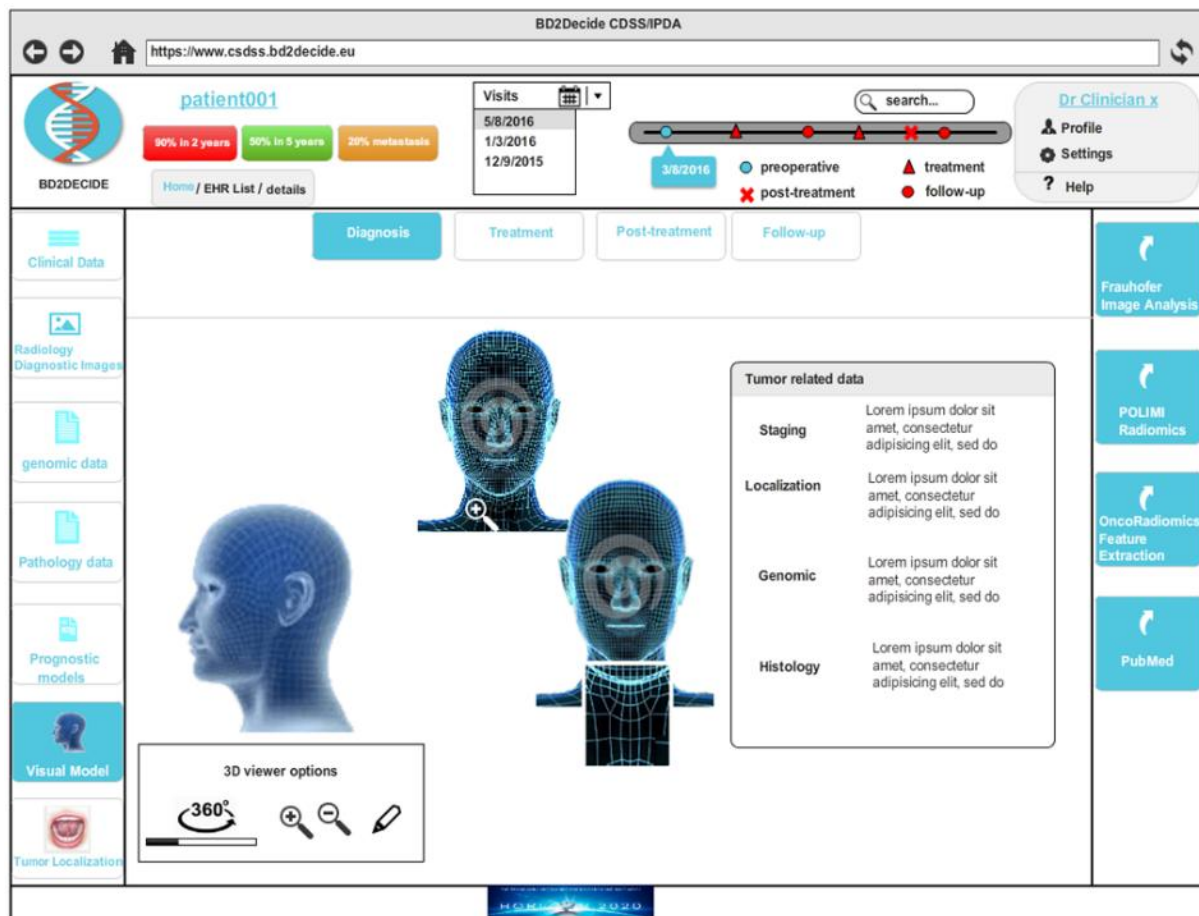 BD2Decide CDSS/IPDA
https://www.csdss.bd2decide.eu
BD2DECIDE
patient001
90% in 2 years
50% in 5 years
20% metastasis
Home / EHR List / details
Visits
5/8/2016
1/3/2016
12/9/2015
search...
3/8/2016
preoperative
treatment
post-treatment
follow-up
Dr Clinician x
Profile
Settings
? Help
Clinical Data
Radiology
Diagnostic Images
genomic data
Pathology data
Prognostic
models
Visual Model
Tumor Localization
Diagnosis
Treatment
Post-treatment
Follow-up
Tumor related data
Staging
Lorem ipsum dolor sit
amet, consectetur
adipisicing elit, sed do
Localization
Lorem ipsum dolor sit
amet, consectetur
adipisicing elit, sed do
Genomic
Lorem ipsum dolor sit
amet, consectetur
adipisicing elit, sed do
Histology
Lorem ipsum dolor sit
amet, consectetur
adipisicing elit, sed do
3D viewer options
360°
Frauhofer
Image Analysis
POLIMI
Radiomics
OncoRadiomics
Feature
Extraction
PubMed
2020